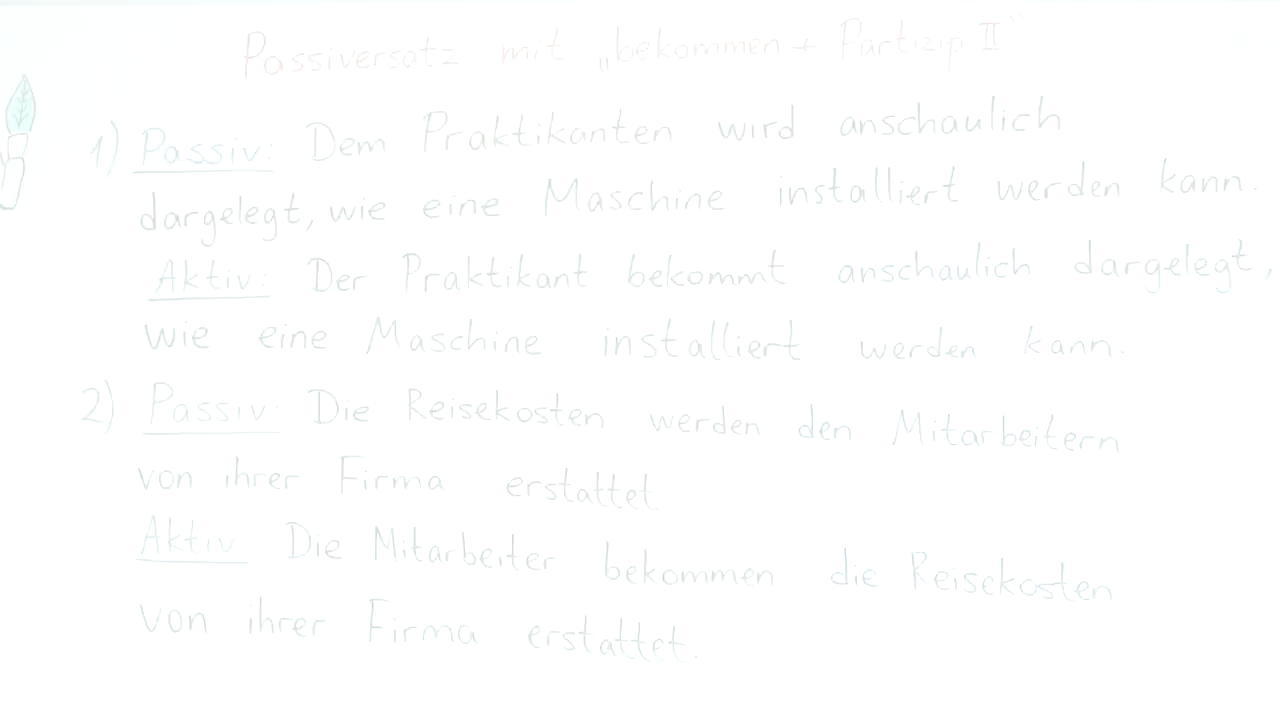 Passiversatz mit „bekommen + Partizip II“
1) Passiv: Dem Praktikanten wird anschaulich
dargelegt, wie eine Maschine installiert werden kann.
Aktiv: Der Praktikant bekommt anschaulich dargelegt,
wie eine Maschine installiert werden kann.
2) Passiv: Die Reisekosten werden den Mitarbeitern
von ihrer Firma erstattet
Aktiv Die Mitarbeiter bekommen die Reisekosten
von ihrer Firma erstattet.